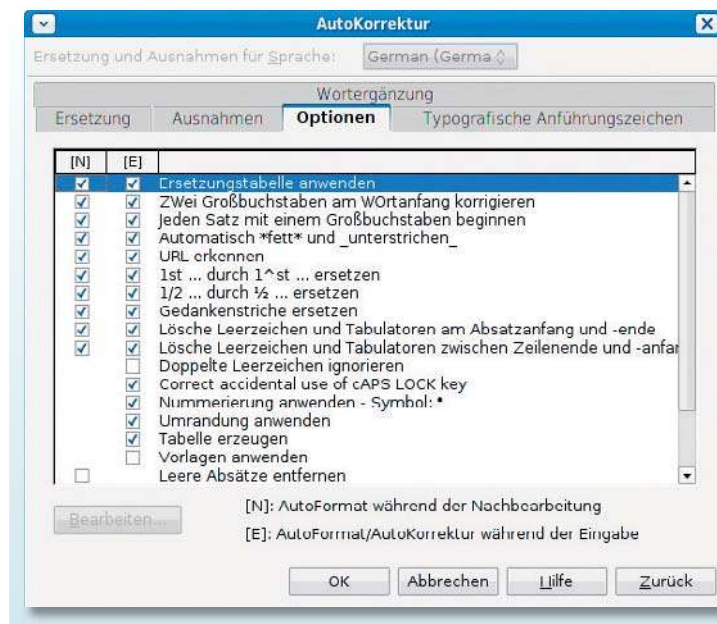 AutoKorrektur
Ersetzung und Ausnahmen für Sprache: German (Germa
Wortergänzung
Ersetzung Ausnahmen Optionen Typografische Anführungszeichen
[N] [E]
Ersetzungstabelle anwenden
ZWei Großbuchstaben am WOrtanfang korrigieren
Jeden Satz mit einem Großbuchstaben beginnen
Automatisch *fett* und _unterstrichen_
URL erkennen
1st ... durch 1^st ... ersetzen
1/2 ... durch ½ ... ersetzen
Gedankenstriche ersetzen
Lösche Leerzeichen und Tabulatoren am Absatzanfang und -ende
Lösche Leerzeichen und Tabulatoren zwischen Zeilenende und -anfan
Doppelte Leerzeichen ignorieren
Correct accidental use of cAPS LOCK key
Nummerierung anwenden - Symbol: •
Umrandung anwenden
Tabelle erzeugen
Vorlagen anwenden
Leere Absätze entfernen
[N]: AutoFormat während der Nachbearbeitung
Bearbeiten...
[E]: AutoFormat/AutoKorrektur während der Eingabe
OK Abbrechen Hilfe Zurück